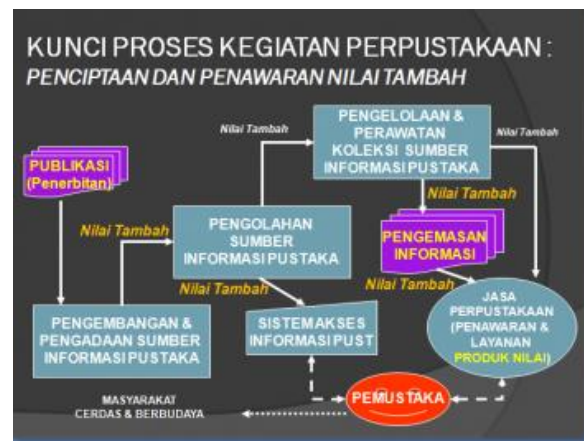 KUNCI PROSES KEGIATAN PERPUSTAKAAN :
PENCIPTAAN DAN PENAWARAN NILAI TAMBAH
PUBLIKASI
(Penerbitan)
Nilai Tambah
PENGEMBANGAN &
PENGADAAN SUMBER
INFORMASI PUSTAKA
Nilai Tambah
PENGOLAHAN
SUMBER
INFORMASI PUSTAKA
Nilai Tambah
SISTEMAKSES
INFORMASI PUST
PENGELOLAAN &
PERAWATAN
KOLEKSI SUMBER
INFORMASI PUSTAKA
Nilai Tambah
Nilai Tambah
PENGEMASAN
INFORMASI
Nilai Tambah
JASA
PERPUSTAKAAN
(PENAWARAN &
LAYANAN
PRODUK NILAI)
PEMUSTAKA
MASYARAKAT
CERDAS & BERBUDAYA